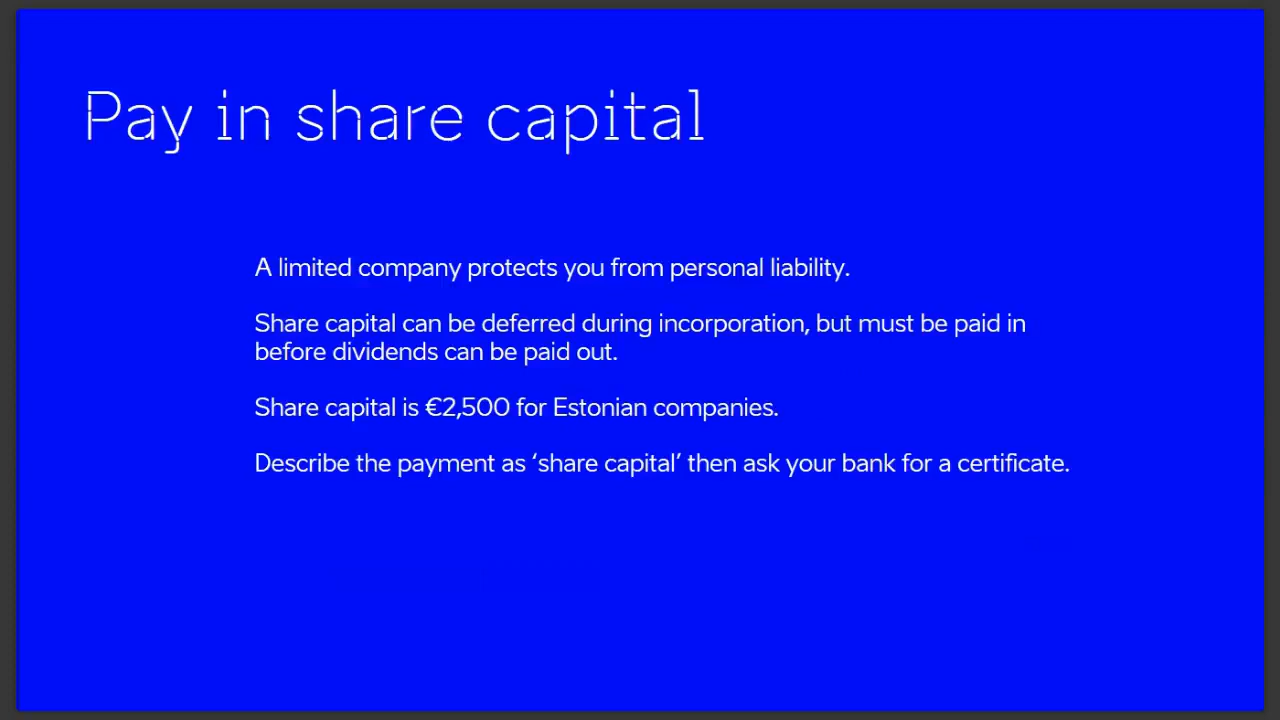 Pay in share capital
A limited company protects you from personal liability.
Share capital can be deferred during incorporation, but must be paid in
before dividends can be paid out.
Share capital is €2,500 for Estonian companies.
Describe the payment as ‘share capital’ then ask your bank for a certificate.